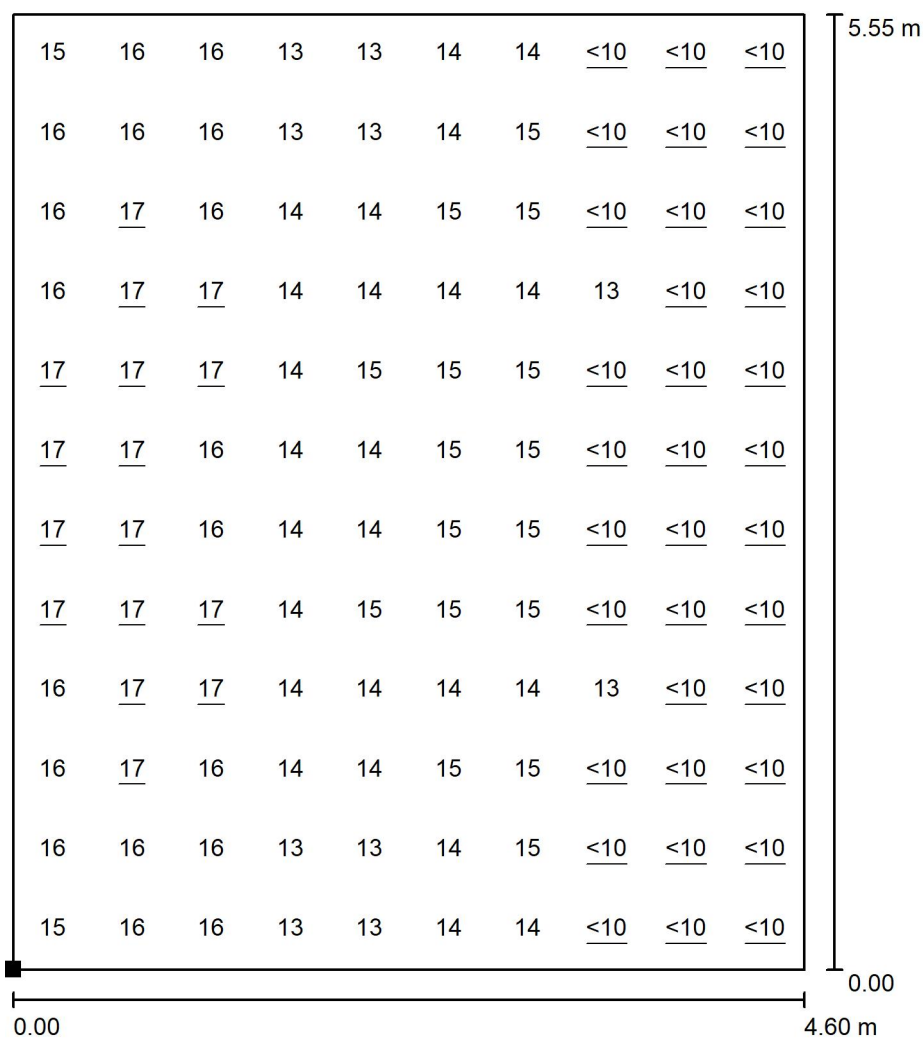 5.55 m
15 16 16 13 13 14 14 <10 <10 <10
16 16 16 13 13 14 15 <10 <10 <10
16 17 16 14 14 15 15 <10 <10 <10
16 17 17 14 14 14 14 13 <10 <10
17 17 17 14 15 15 15 <10 <10 <10
17 17 16 14 14 15 15 <10 <10 <10
17 17 16 14 14 15 15 <10 <10 <10
17 17 17 14 15 15 15 <10 <10 <10
16 17 17 14 14 14 14 13 <10 <10
16 17 16 14 14 15 15 <10 <10 <10
16 16 16 13 13 14 15 <10 <10 <10
15 16 16 13 13 14 14 <10 <10 <10
0.00
0.00 4.60 m